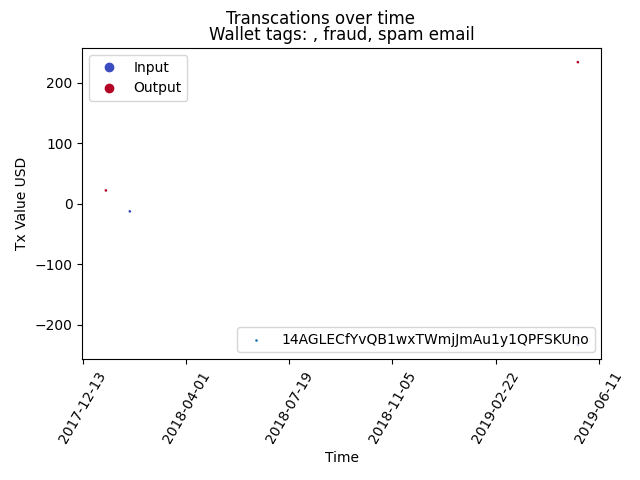 Transcations over time
Wallet tags: , fraud, spam email
Input
Output
200
100
0
−100
−200
Tx Value USD
14AGLECfYvQB1wxTWmjJmAu1y1QPFSKUno
2017-12-13
2018-04-01
2018-07-19
2018-11-05
2019-02-22
2019-06-11
Time